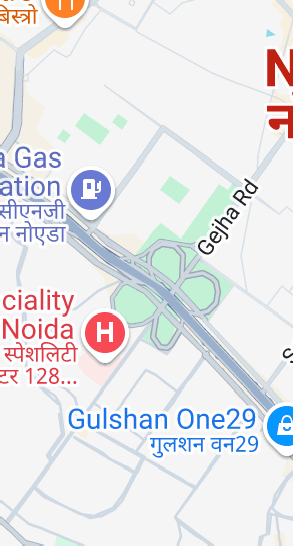 बिस्त्रो
N
न
a Gas
ation
सीएनजी
न नोएडा
Gejha Rd
ciality
Noida
H
स्पेशलिटी
टर 128...
Gulshan One29
गुलशन वन29